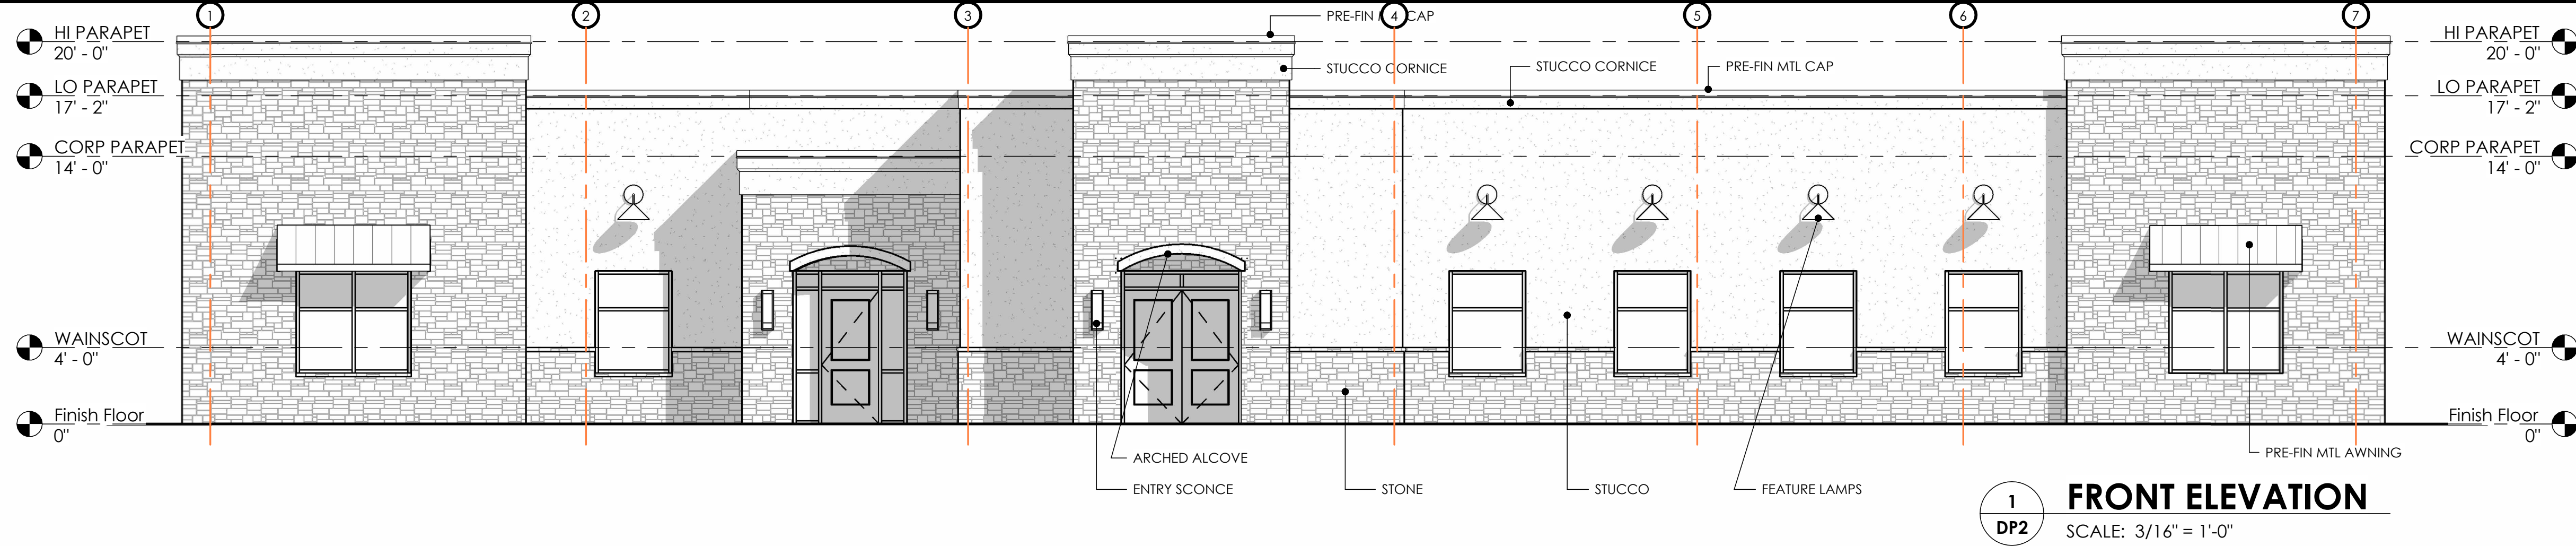 1
2
3
4
5
6
7
PRE-FIN MTL CAP
HI PARAPET
20' - 0"
HI PARAPET
20' - 0"
STUCCO CORNICE
STUCCO CORNICE
PRE-FIN MTL CAP
LO PARAPET
17' - 2"
LO PARAPET
17' - 2"
CORP PARAPET
14' - 0"
CORP PARAPET
14' - 0"
WAINSCOT
4' - 0"
WAINSCOT
4' - 0"
Finish Floor
0"
Finish Floor
0"
ARCHED ALCOVE
PRE-FIN MTL AWNING
ENTRY SCONCE
STONE
STUCCO
FEATURE LAMPS
1
DP2
FRONT ELEVATION
SCALE: 3/16" = 1'-0"